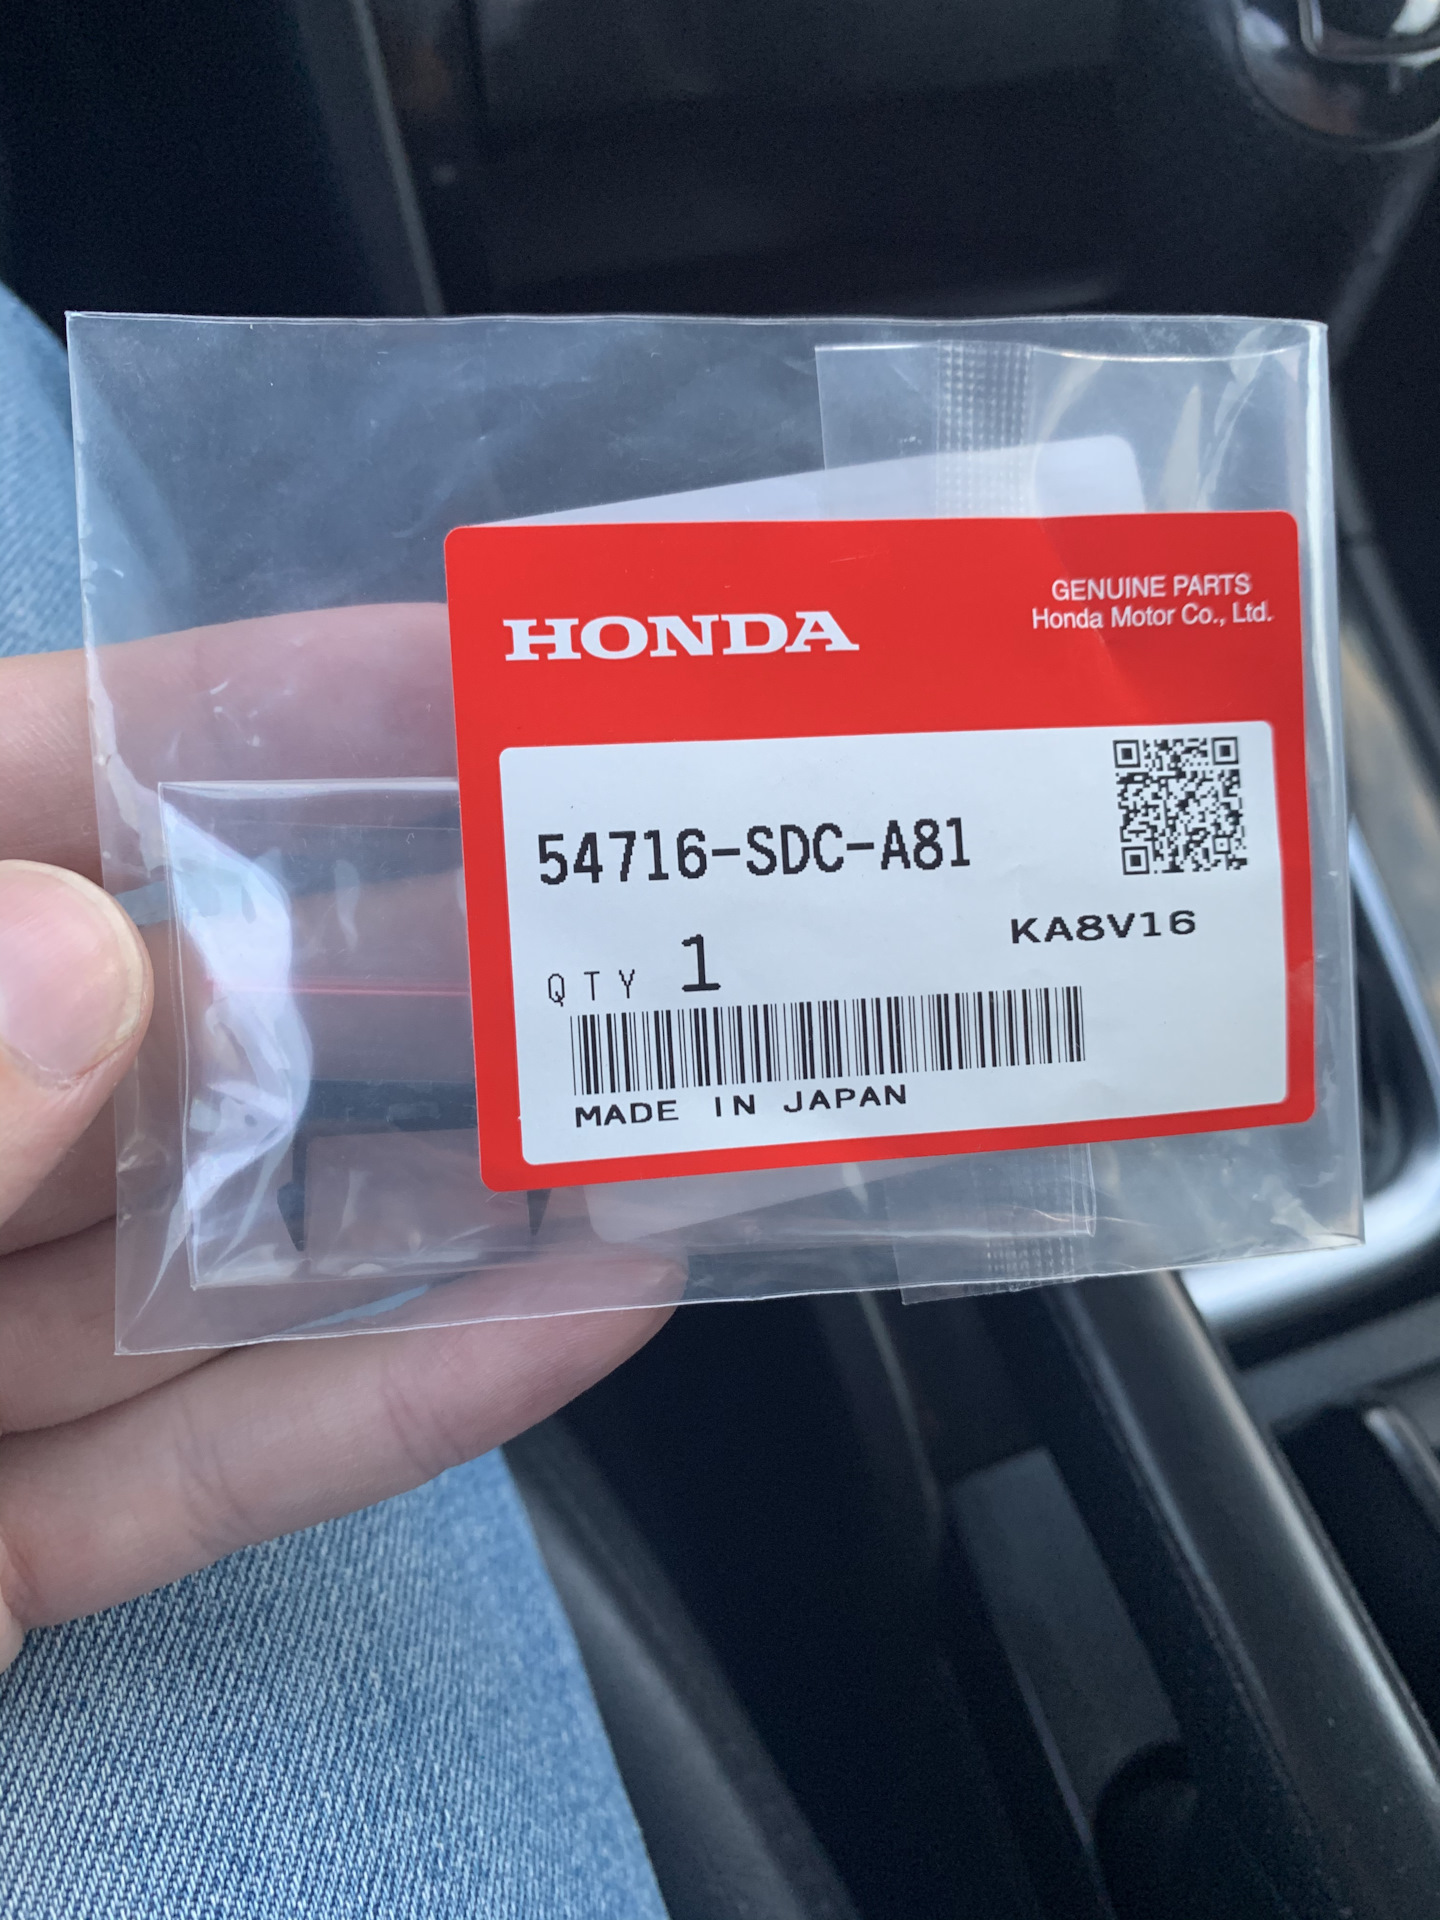 HONDA
GENUINE PARTS
Honda Motor Co., Ltd.
54716-SDC-A81
KA8V16
QTY 1
MADE IN JAPAN